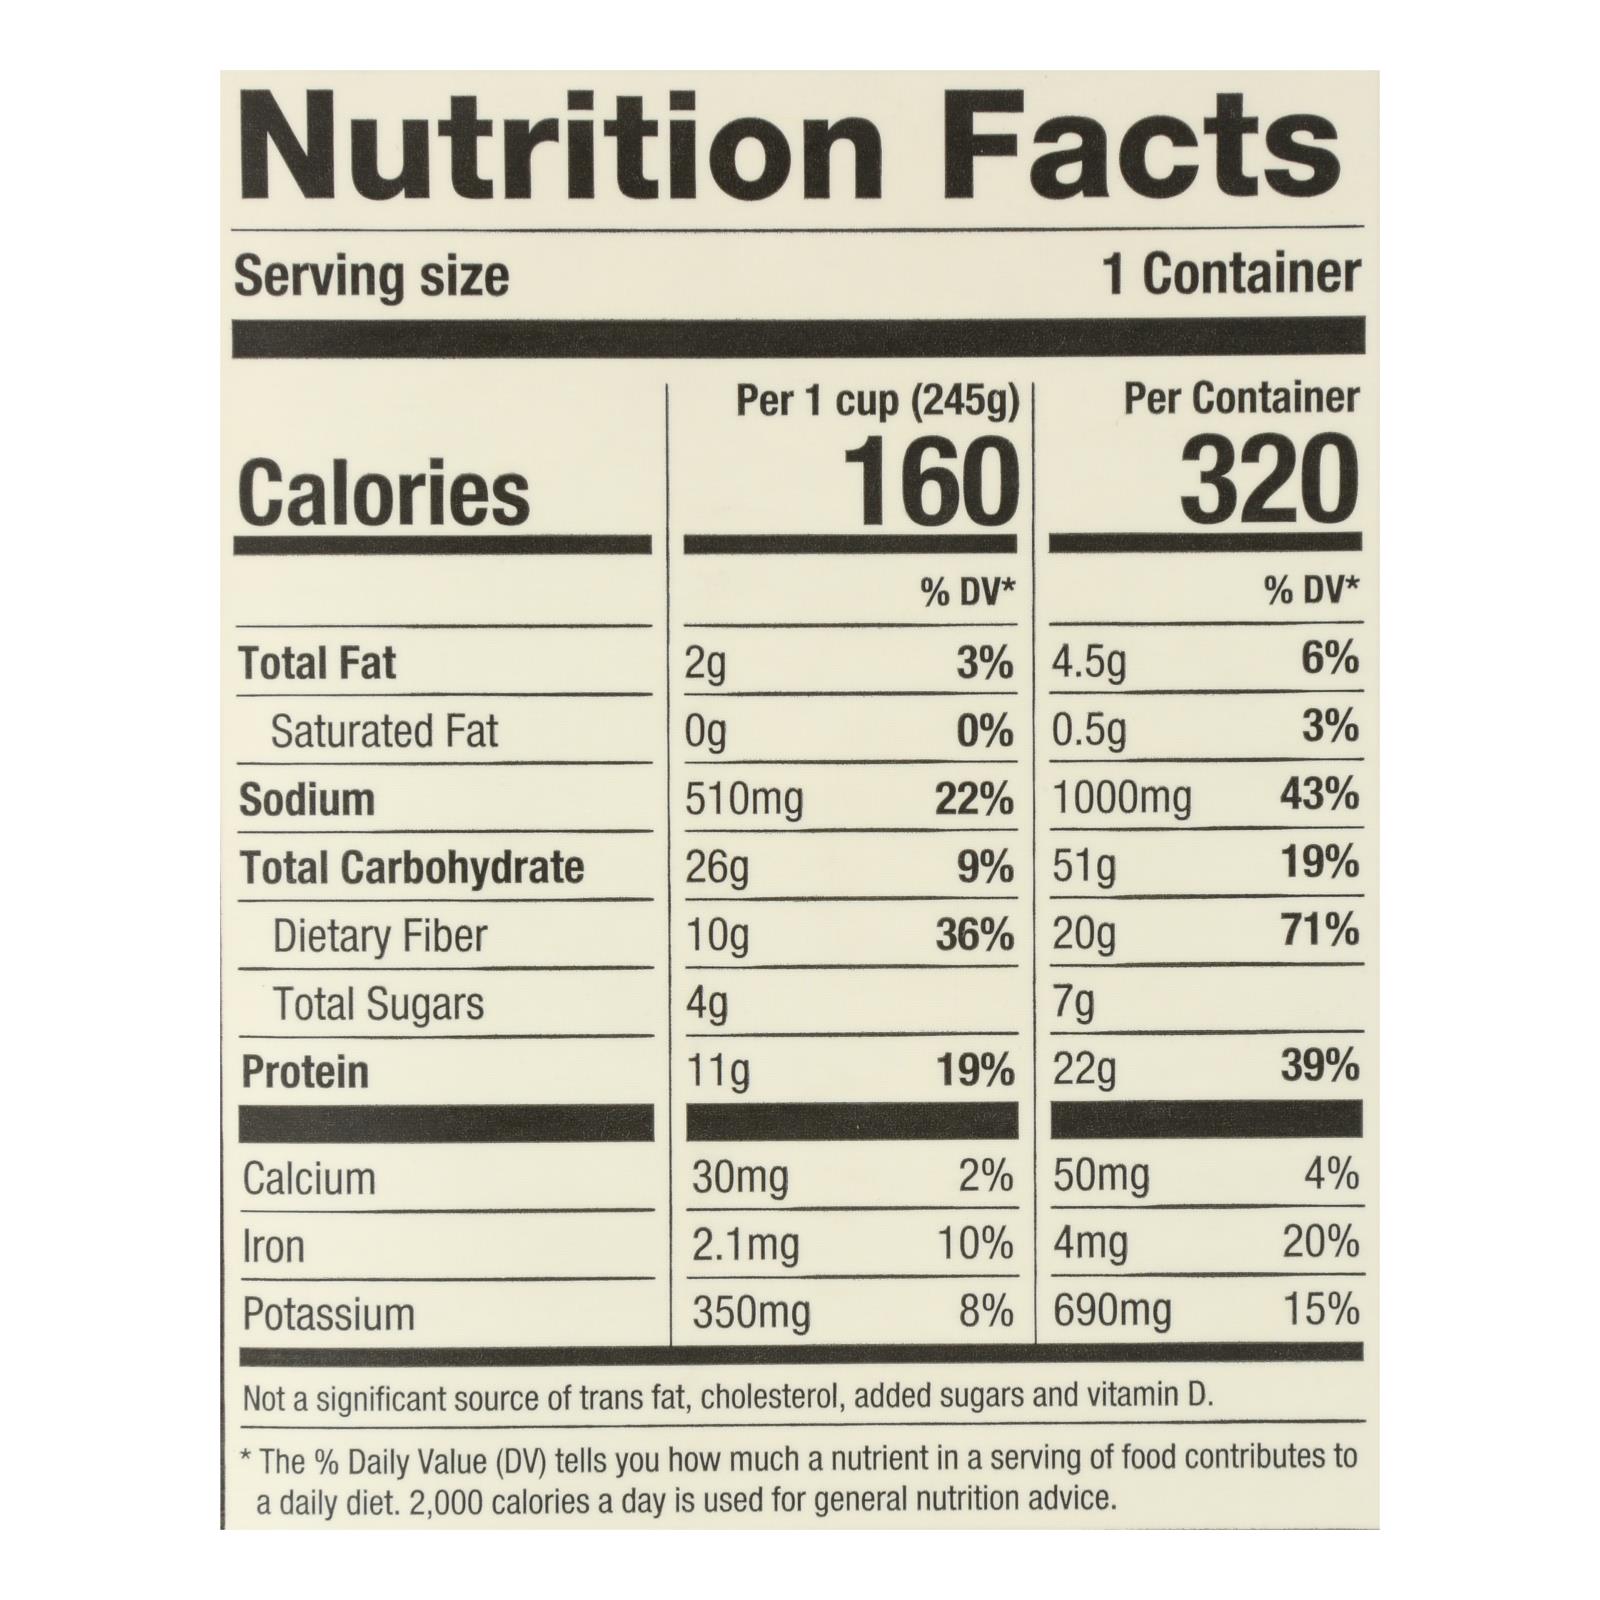 Nutrition Facts
Serving size 1 Container
Per 1 cup (245g) Per Container
Calories 160 320
% DV* % DV*
Total Fat 2g 3% 4.5g 6%
Saturated Fat 0g 0% 0.5g 3%
Sodium 510mg 22% 1000mg 43%
Total Carbohydrate 26g 9% 51g 19%
Dietary Fiber 10g 36% 20g 71%
Total Sugars 4g 7g
Protein 11g 19% 22g 39%
Calcium 30mg 2% 50mg 4%
Iron 2.1mg 10% 4mg 20%
Potassium 350mg 8% 690mg 15%
Not a significant source of trans fat, cholesterol, added sugars and vitamin D.
* The % Daily Value (DV) tells you how much a nutrient in a serving of food contributes to
a daily diet. 2,000 calories a day is used for general nutrition advice.